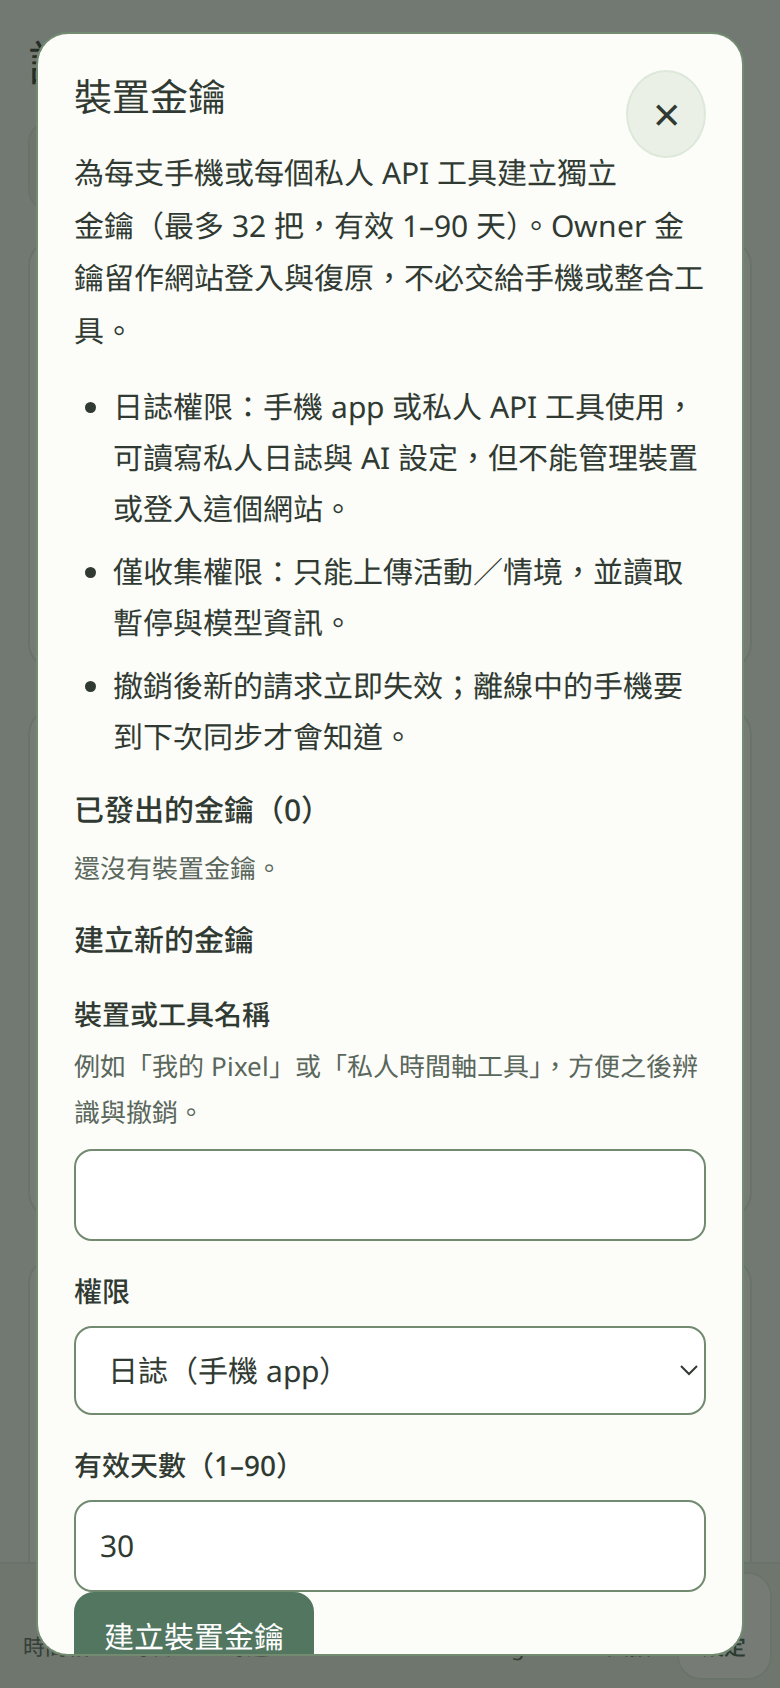 裝置金鑰
✕
為每支手機或每個私人 API 工具建立獨立
金鑰（最多 32 把，有效 1–90 天）。Owner 金
鑰留作網站登入與復原，不必交給手機或整合工
具。
日誌權限：手機 app 或私人 API 工具使用，
可讀寫私人日誌與 AI 設定，但不能管理裝置
或登入這個網站。
僅收集權限：只能上傳活動／情境，並讀取
暫停與模型資訊。
撤銷後新的請求立即失效；離線中的手機要
到下次同步才會知道。
已發出的金鑰（0）
還沒有裝置金鑰。
建立新的金鑰
裝置或工具名稱
例如「我的 Pixel」或「私人時間軸工具」，方便之後辨
識與撤銷。
權限
日誌（手機 app）
有效天數（1–90）
30
建立裝置金鑰